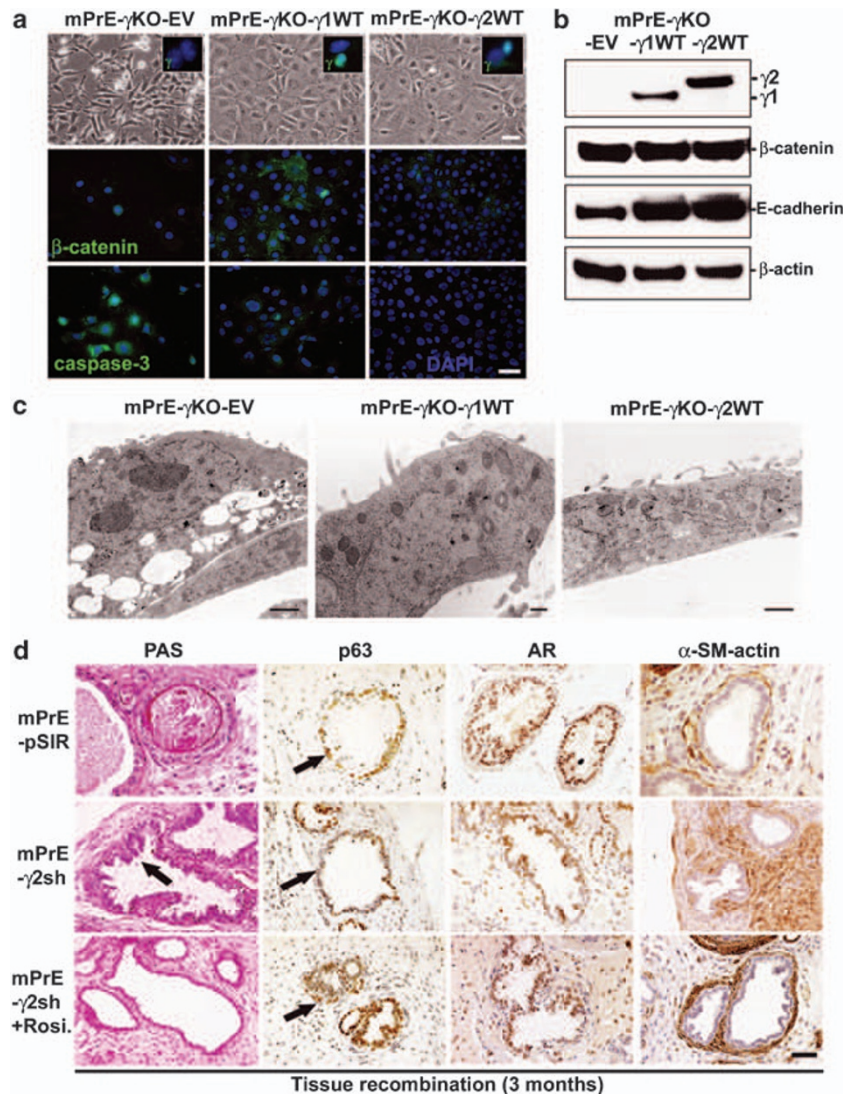 a
mPrE-γKO-EV mPrE-γKO-γ1WT mPrE-γKO-γ2WT
γ γ γ
β-catenin
caspase-3 DAPI
b
mPrE-γKO
-EV -γ1WT -γ2WT
γ2
γ1
β-catenin
E-cadherin
β-actin
c
mPrE-γKO-EV mPrE-γKO-γ1WT mPrE-γKO-γ2WT
d
PAS p63 AR α-SM-actin
mPrE
-pSIR
mPrE
-γ2sh
mPrE
-γ2sh
+Rosi.
Tissue recombination (3 months)